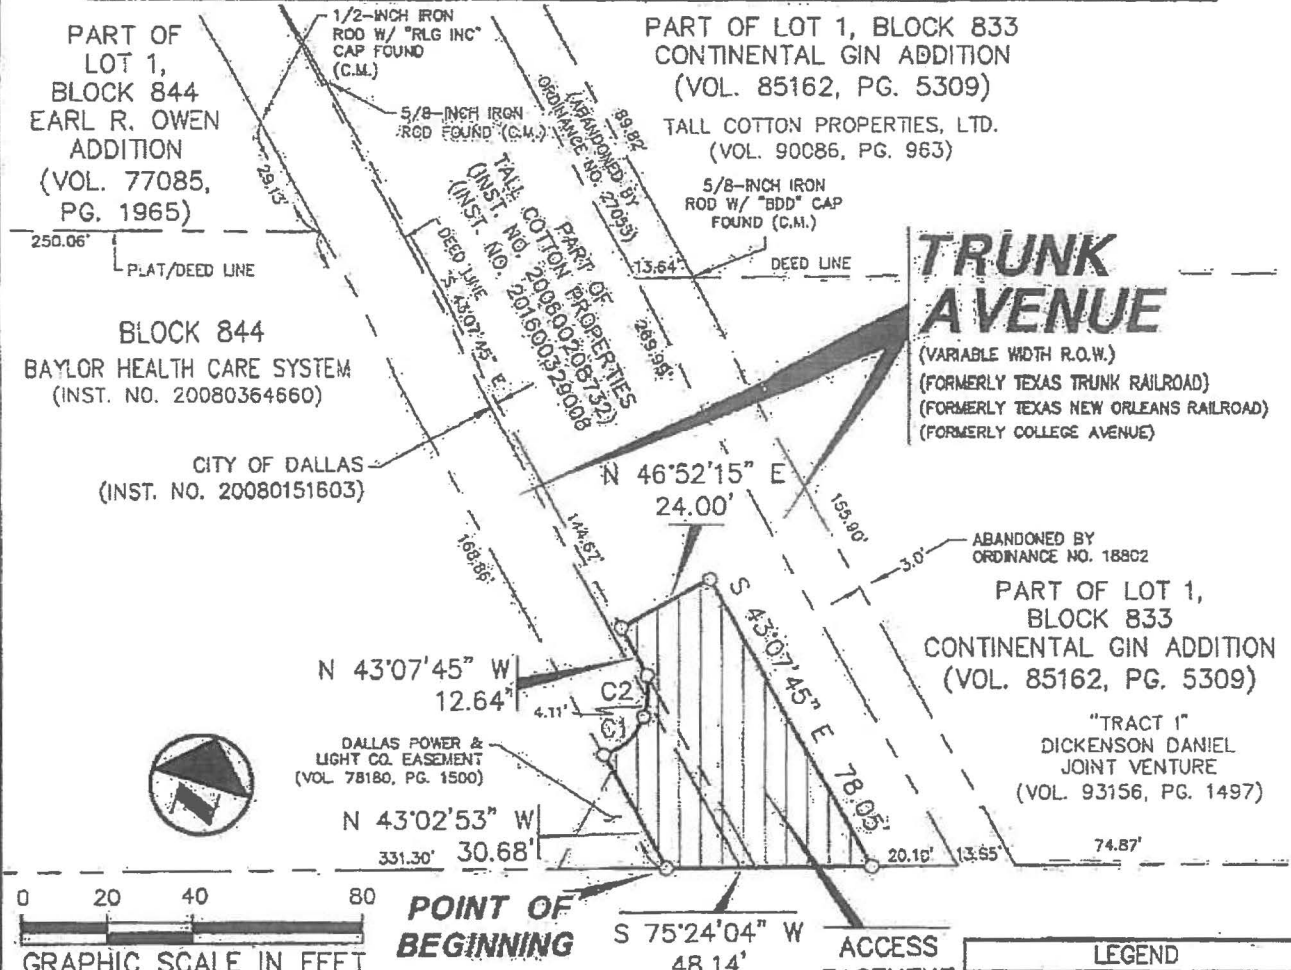 PART OF
LOT 1,
BLOCK 844
EARL R. OWEN
ADDITION
(VOL. 77085,
PG. 1965)
1/2-INCH IRON
ROD W/ "RLG INC"
CAP FOUND
(C.M.)
5/8-INCH IRON
ROD FOUND (C.M.)
PART OF LOT 1, BLOCK 833
CONTINENTAL GIN ADDITION
(VOL. 85162, PG. 5309)
TALL COTTON PROPERTIES, LTD.
(VOL. 90086, PG. 963)
5/8-INCH IRON
ROD W/ "BDD" CAP
FOUND (C.M.)
89.82'
(ABANDONED BY
ORDINANCE NO. 27053)
29.13'
250.06'
PLAT/DEED LINE
DEED LINE
S 43°07'45" E
PART OF
TALL COTTON PROPERTIES
(INST. NO. 200600208732)
(INST. NO. 201600329008
13.64'
DEED LINE
269.98'
TRUNK
AVENUE
(VARIABLE WIDTH R.O.W.)
(FORMERLY TEXAS TRUNK RAILROAD)
(FORMERLY TEXAS NEW ORLEANS RAILROAD)
(FORMERLY COLLEGE AVENUE)
BLOCK 844
BAYLOR HEALTH CARE SYSTEM
(INST. NO. 20080364660)
CITY OF DALLAS
(INST. NO. 20080151603)
N 46°52'15" E
24.00'
144.67'
168.86'
155.90'
3.0'
ABANDONED BY
ORDINANCE NO. 18802
PART OF LOT 1,
BLOCK 833
CONTINENTAL GIN ADDITION
(VOL. 85162, PG. 5309)
"TRACT 1"
DICKENSON DANIEL
JOINT VENTURE
(VOL. 93156, PG. 1497)
S 43°07'45" E 78.05'
N 43°07'45" W
12.64"
C2
4.11'
C1
DALLAS POWER &
LIGHT CO. EASEMENT
(VOL. 78180, PG. 1500)
N 43°02'53" W
30.68'
331.30'
20.10'
13.65'
74.87'
0 20 40 80
GRAPHIC SCALE IN FEET
POINT OF
BEGINNING
S 75°24'04" W
48.14'
ACCESS
EASEMENT
LEGEND